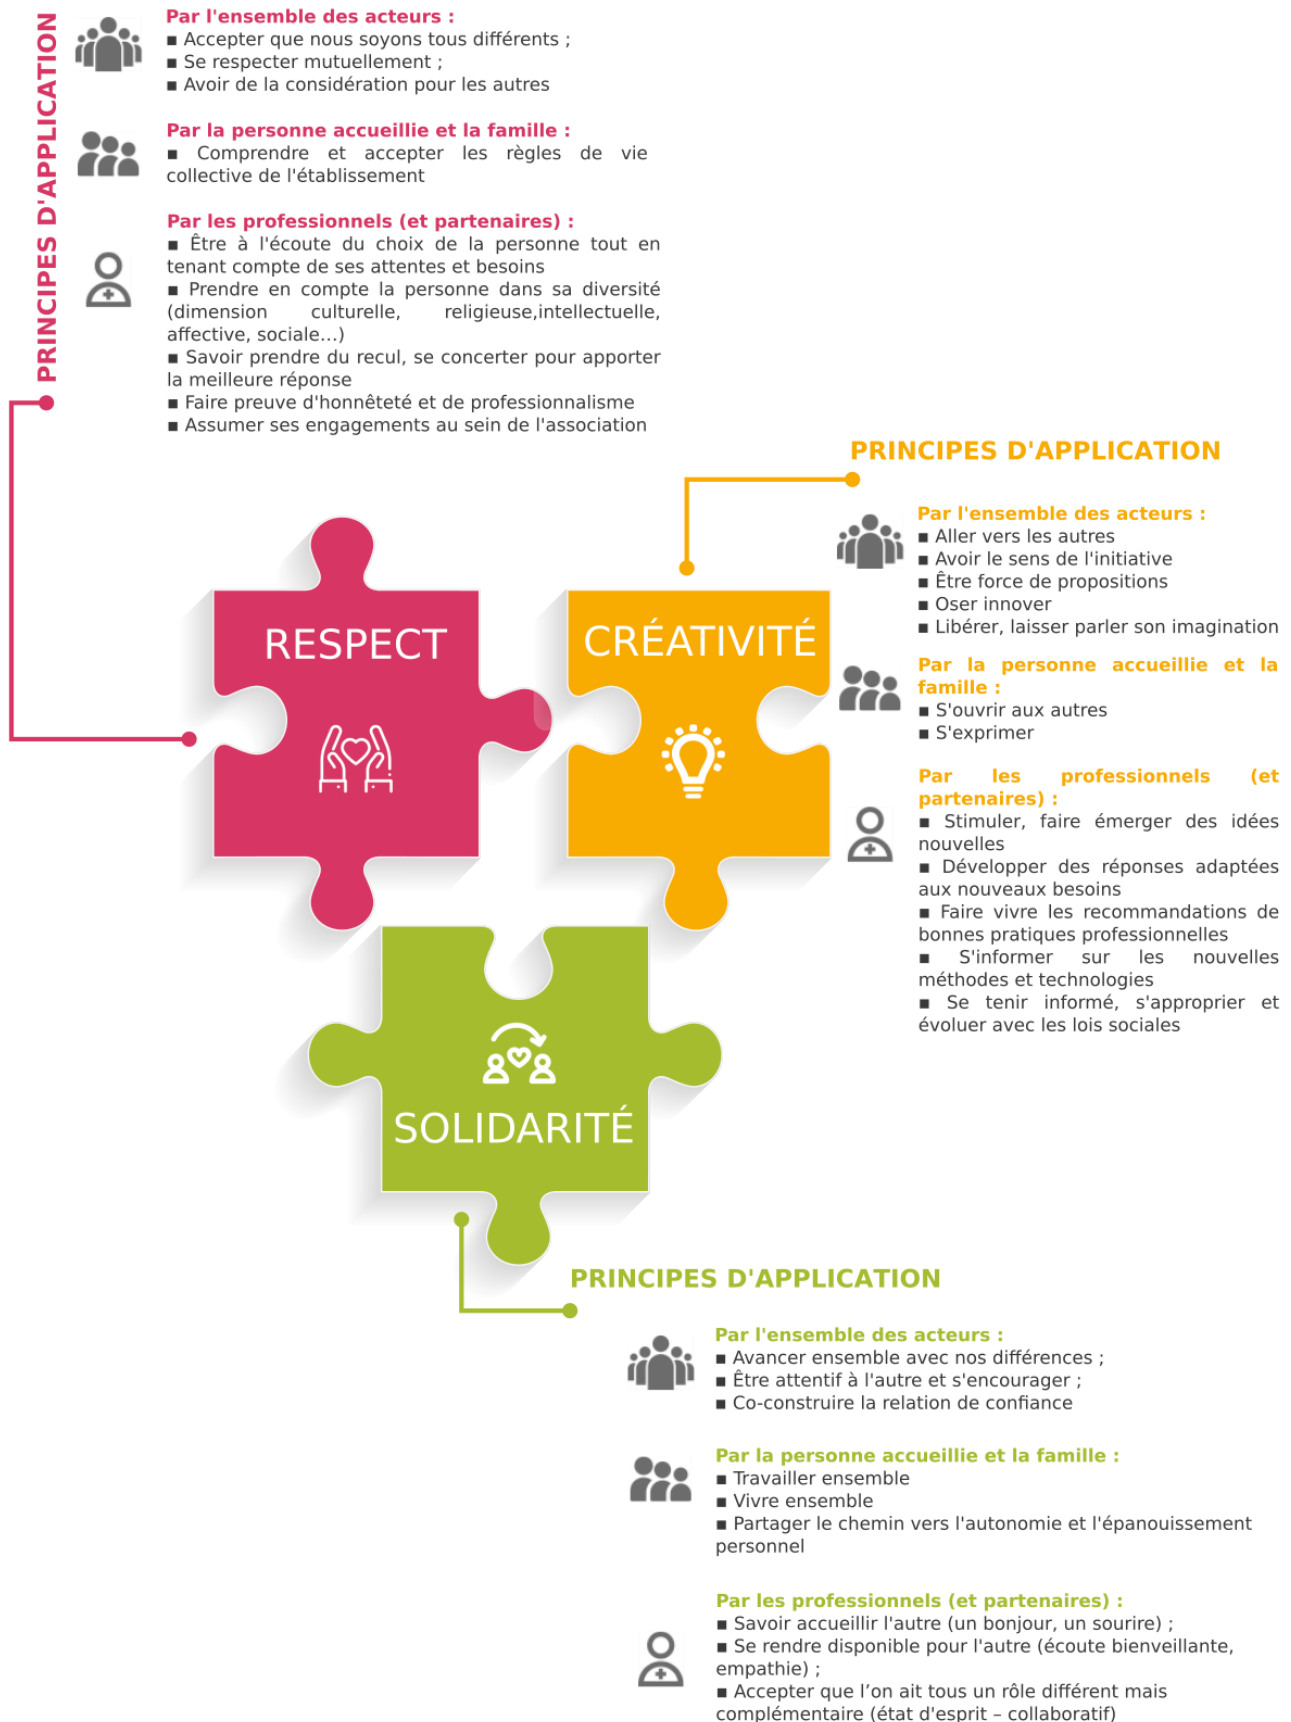 PRINCIPES D'APPLICATION
Par l'ensemble des acteurs :
▪ Accepter que nous soyons tous différents ;
▪ Se respecter mutuellement ;
▪ Avoir de la considération pour les autres
Par la personne accueillie et la famille :
▪ Comprendre et accepter les règles de vie
collective de l'établissement
Par les professionnels (et partenaires) :
▪ Être à l'écoute du choix de la personne tout en
tenant compte de ses attentes et besoins
▪ Prendre en compte la personne dans sa diversité
(dimension culturelle, religieuse,intellectuelle,
affective, sociale...)
▪ Savoir prendre du recul, se concerter pour apporter
la meilleure réponse
▪ Faire preuve d'honnêteté et de professionnalisme
▪ Assumer ses engagements au sein de l'association
RESPECT
CRÉATIVITÉ
PRINCIPES D'APPLICATION
Par l'ensemble des acteurs :
▪ Aller vers les autres
▪ Avoir le sens de l'initiative
▪ Être force de propositions
▪ Oser innover
▪ Libérer, laisser parler son imagination
Par la personne accueillie et la
famille :
▪ S'ouvrir aux autres
▪ S'exprimer
Par les professionnels (et
partenaires) :
▪ Stimuler, faire émerger des idées
nouvelles
▪ Développer des réponses adaptées
aux nouveaux besoins
▪ Faire vivre les recommandations de
bonnes pratiques professionnelles
▪ S'informer sur les nouvelles
méthodes et technologies
▪ Se tenir informé, s'approprier et
évoluer avec les lois sociales
SOLIDARITÉ
PRINCIPES D'APPLICATION
Par l'ensemble des acteurs :
▪ Avancer ensemble avec nos différences ;
▪ Être attentif à l'autre et s'encourager ;
▪ Co-construire la relation de confiance
Par la personne accueillie et la famille :
▪ Travailler ensemble
▪ Vivre ensemble
▪ Partager le chemin vers l'autonomie et l'épanouissement
personnel
Par les professionnels (et partenaires) :
▪ Savoir accueillir l'autre (un bonjour, un sourire) ;
▪ Se rendre disponible pour l'autre (écoute bienveillante,
empathie) ;
▪ Accepter que l’on ait tous un rôle différent mais
complémentaire (état d'esprit – collaboratif)